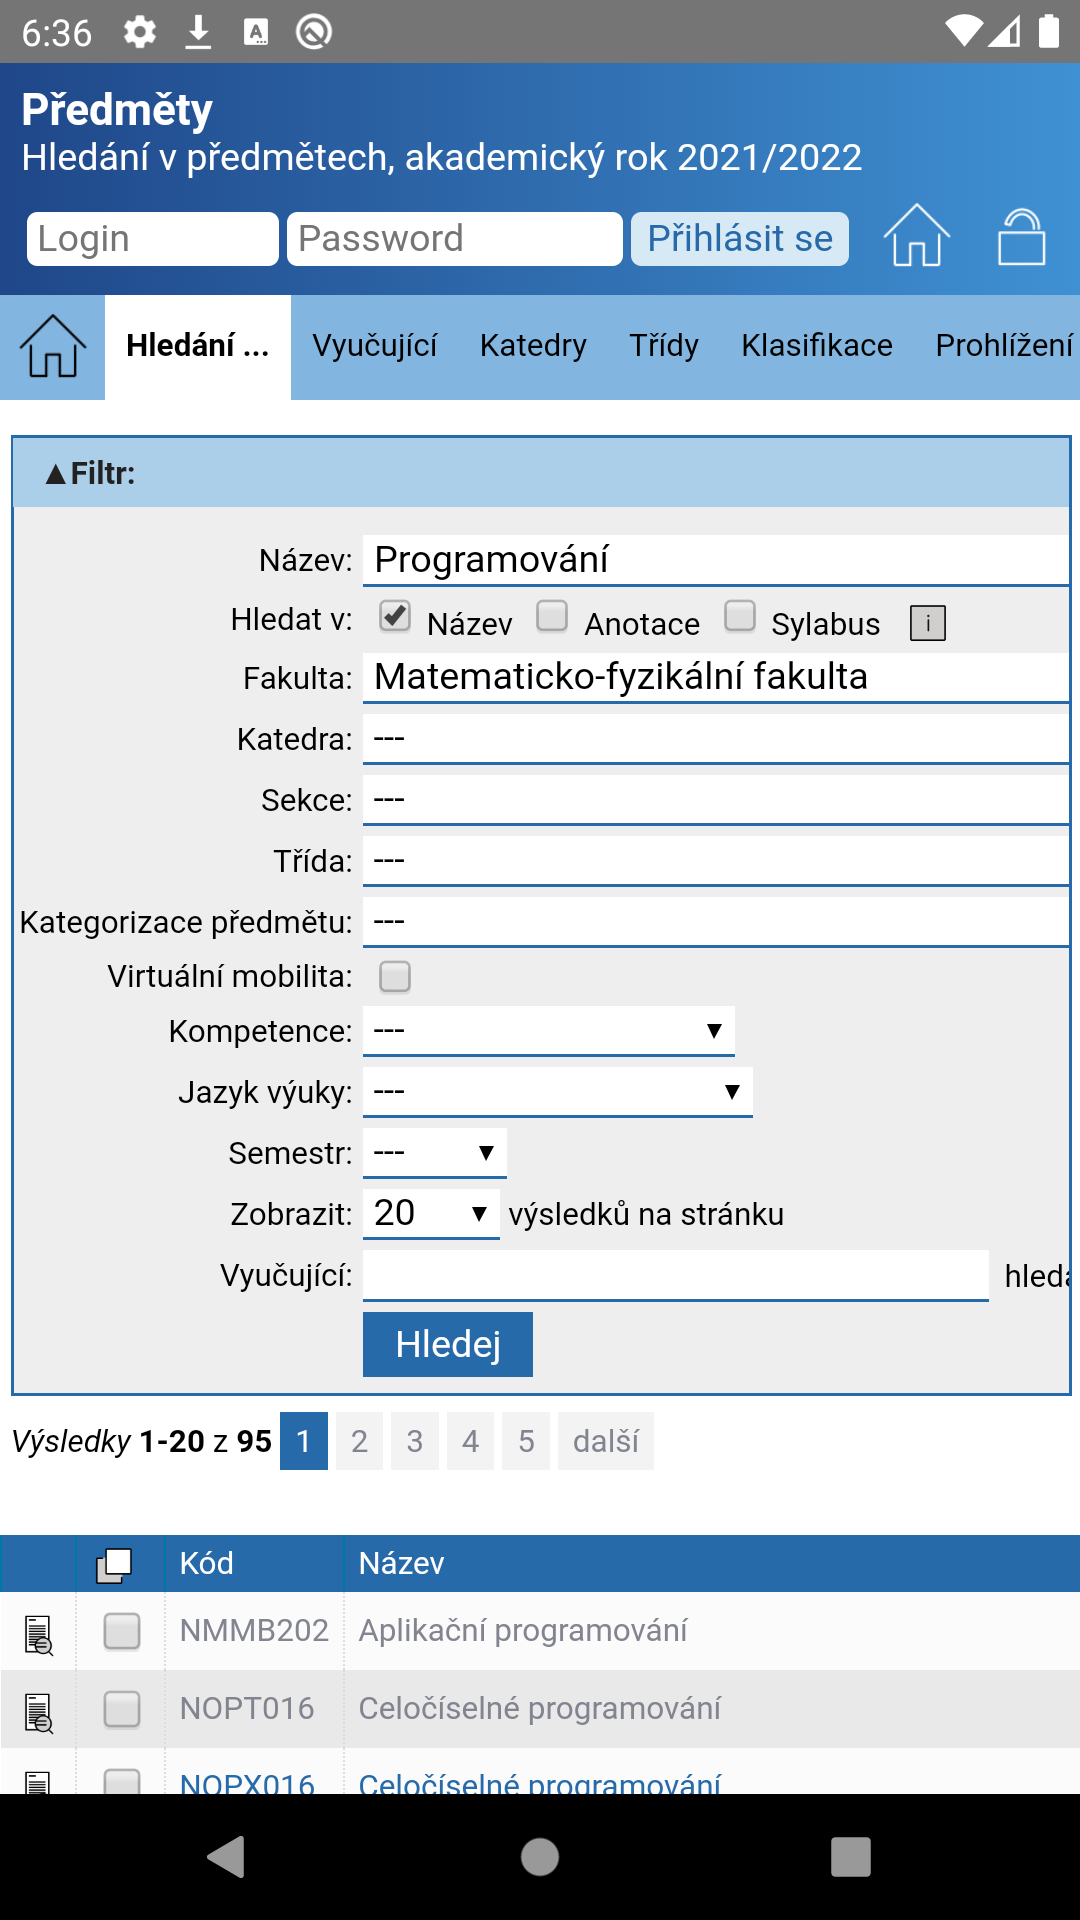 6:36
Předměty
Hledání v předmětech, akademický rok 2021/2022
Login Password Přihlásit se
Hledání ... Vyučující Katedry Třídy Klasifikace Prohlížení
▲Filtr:
Název: Programování
Hledat v: Název Anotace Sylabus i
Fakulta: Matematicko-fyzikální fakulta
Katedra: ---
Sekce: ---
Třída: ---
Kategorizace předmětu: ---
Virtuální mobilita:
Kompetence: --- ▼
Jazyk výuky: --- ▼
Semestr: --- ▼
Zobrazit: 20 ▼ výsledků na stránku
Vyučující:
Hledej
Výsledky 1-20 z 95 1 2 3 4 5 další
Kód Název
NMMB202 Aplikační programování
NOPT016 Celočíselné programování
NOPX016 Celočíselné programování